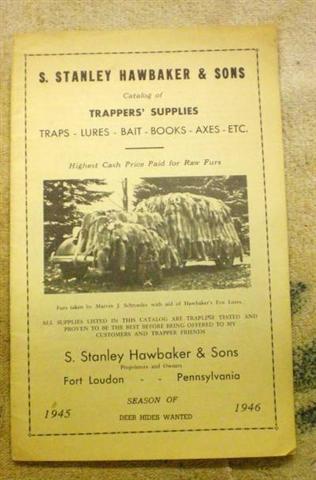 S. STANLEY HAWBAKER & SONS
Catalog of
TRAPPERS' SUPPLIES
TRAPS - LURES - BAIT - BOOKS - AXES - ETC.
Highest Cash Price Paid for Raw Furs
Furs taken by Marvin J. Schroeder with aid of Hawbaker's Fox Lures.
ALL SUPPLIES LISTED IN THIS CATALOG ARE TRAPLINE TESTED AND
PROVEN TO BE THE BEST BEFORE BEING OFFERED TO MY
CUSTOMERS AND TRAPPER FRIENDS
S. Stanley Hawbaker & Sons
Proprietors and Owners
Fort Loudon - - Pennsylvania
SEASON OF
1945 1946
DEER HIDES WANTED